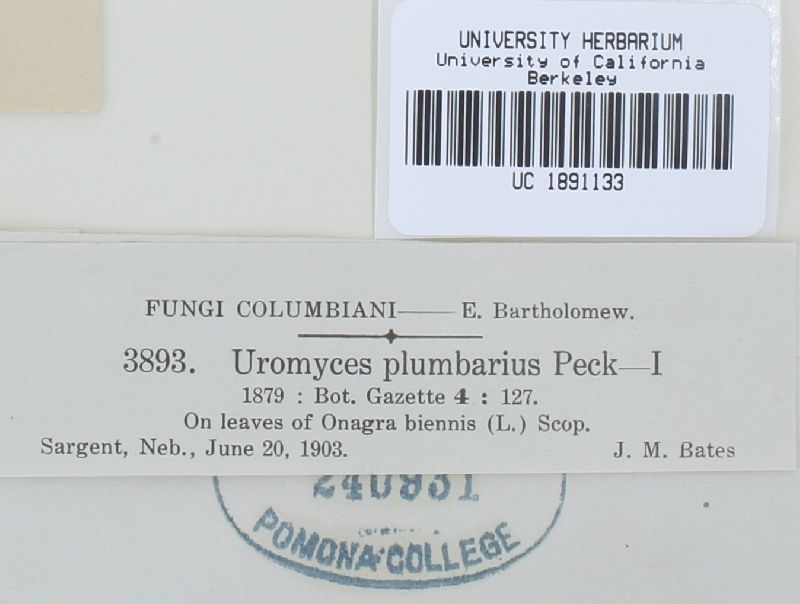 UNIVERSITY HERBARIUM
University of California
Berkeley
UC 1891133
FUNGI COLUMBIANI—— E. Bartholomew.
3893. Uromyces plumbarius Peck—I
1879 : Bot. Gazette 4 : 127.
On leaves of Onagra biennis (L.) Scop.
Sargent, Neb., June 20, 1903. J. M. Bates
240931
POMONA COLLEGE